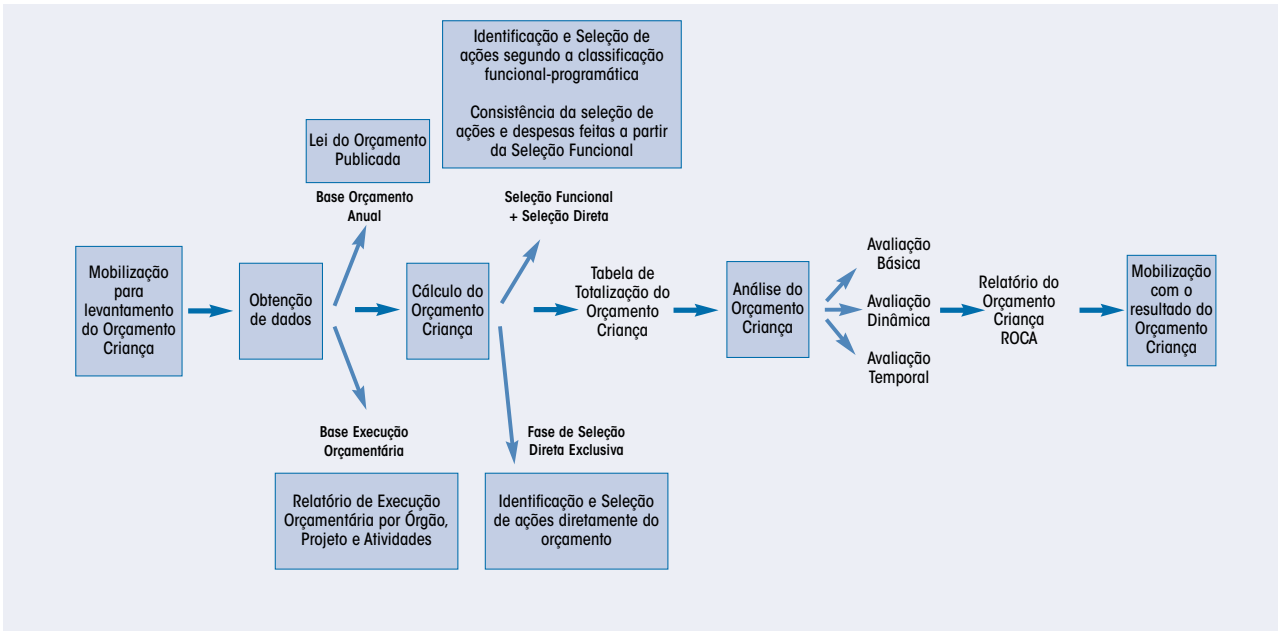 Identificação e Seleção de
ações segundo a classificação
funcional-programática
Consistência da seleção de
ações e despesas feitas a partir
da Seleção Funcional
Lei do Orçamento
Publicada
Base Orçamento
Anual
Seleção Funcional
+ Seleção Direta
Mobilização
para
levantamento
do Orçamento
Criança
Obtenção
de dados
Cálculo do
Orçamento
Criança
Tabela de
Totalização do
Orçamento
Criança
Análise do
Orçamento
Criança
Avaliação
Básica
Avaliação
Dinâmica
Avaliação
Temporal
Relatório do
Orçamento
Criança
ROCA
Mobilização
com o
resultado do
Orçamento
Criança
Base Execução
Orçamentária
Fase de Seleção
Direta Exclusiva
Relatório de Execução
Orçamentária por Órgão,
Projeto e Atividades
Identificação e Seleção
de ações diretamente do
orçamento